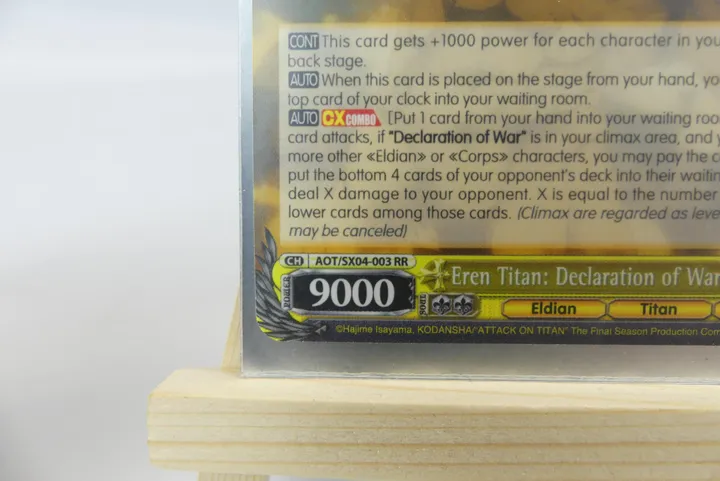 CONT This card gets +1000 power for each character in you
back stage.
AUTO When this card is placed on the stage from your hand, yo
top card of your clock into your waiting room.
AUTO CX COMBO [Put 1 card from your hand into your waiting roo
card attacks, if "Declaration of War" is in your climax area, and y
more other «Eldian» or «Corps» characters, you may pay the c
put the bottom 4 cards of your opponent's deck into their waitin
deal X damage to your opponent. X is equal to the number
lower cards among those cards. (Climax are regarded as leve
may be canceled)
CH AOT/SX04-003 RR
POWER 9000
Eren Titan: Declaration of War
SOUL Eldian Titan
©Hajime Isayama, KODANSHA/"ATTACK ON TITAN" The Final Season Production Com